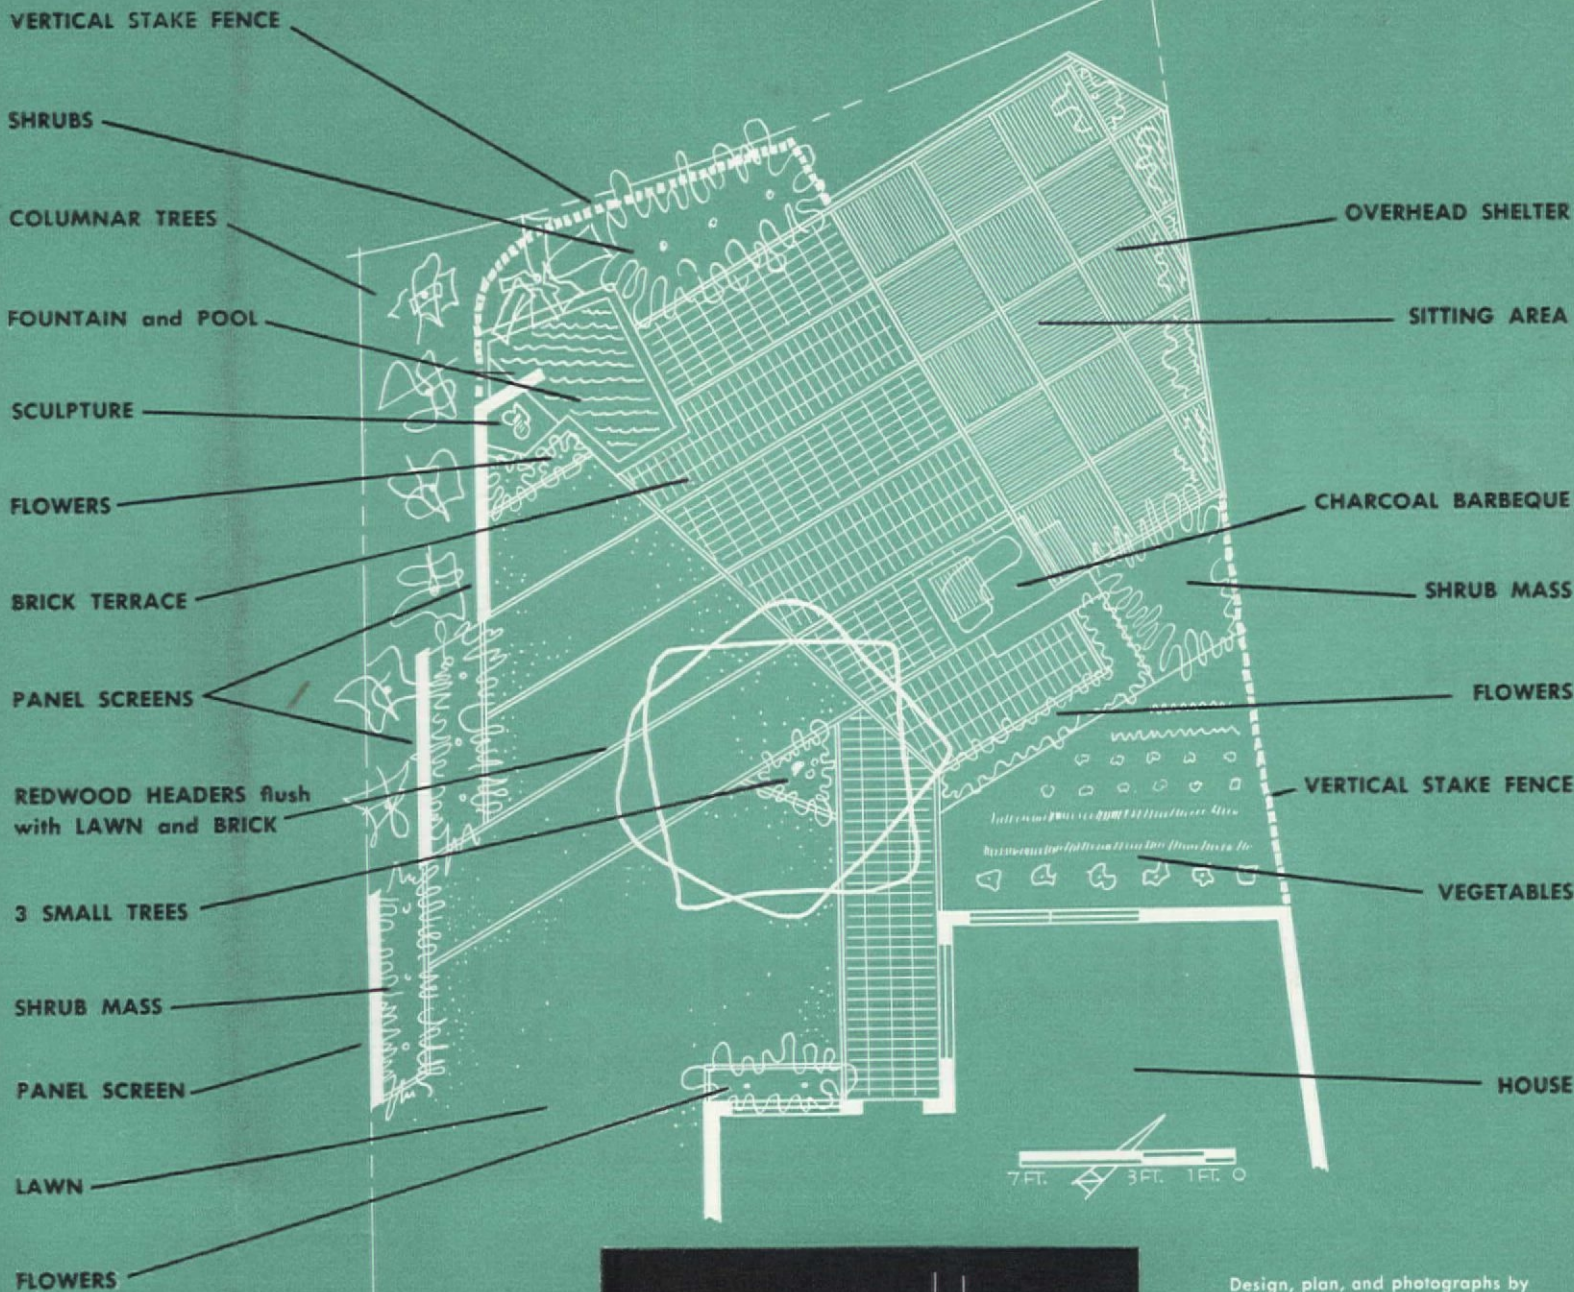 VERTICAL STAKE FENCE
SHRUBS
COLUMNAR TREES
FOUNTAIN and POOL
SCULPTURE
FLOWERS
BRICK TERRACE
PANEL SCREENS
REDWOOD HEADERS flush
with LAWN and BRICK
3 SMALL TREES
SHRUB MASS
PANEL SCREEN
LAWN
FLOWERS
OVERHEAD SHELTER
SITTING AREA
CHARCOAL BARBEQUE
SHRUB MASS
FLOWERS
VERTICAL STAKE FENCE
VEGETABLES
HOUSE
7 FT. 3 FT. 1 FT. 0
Design, plan, and photographs by